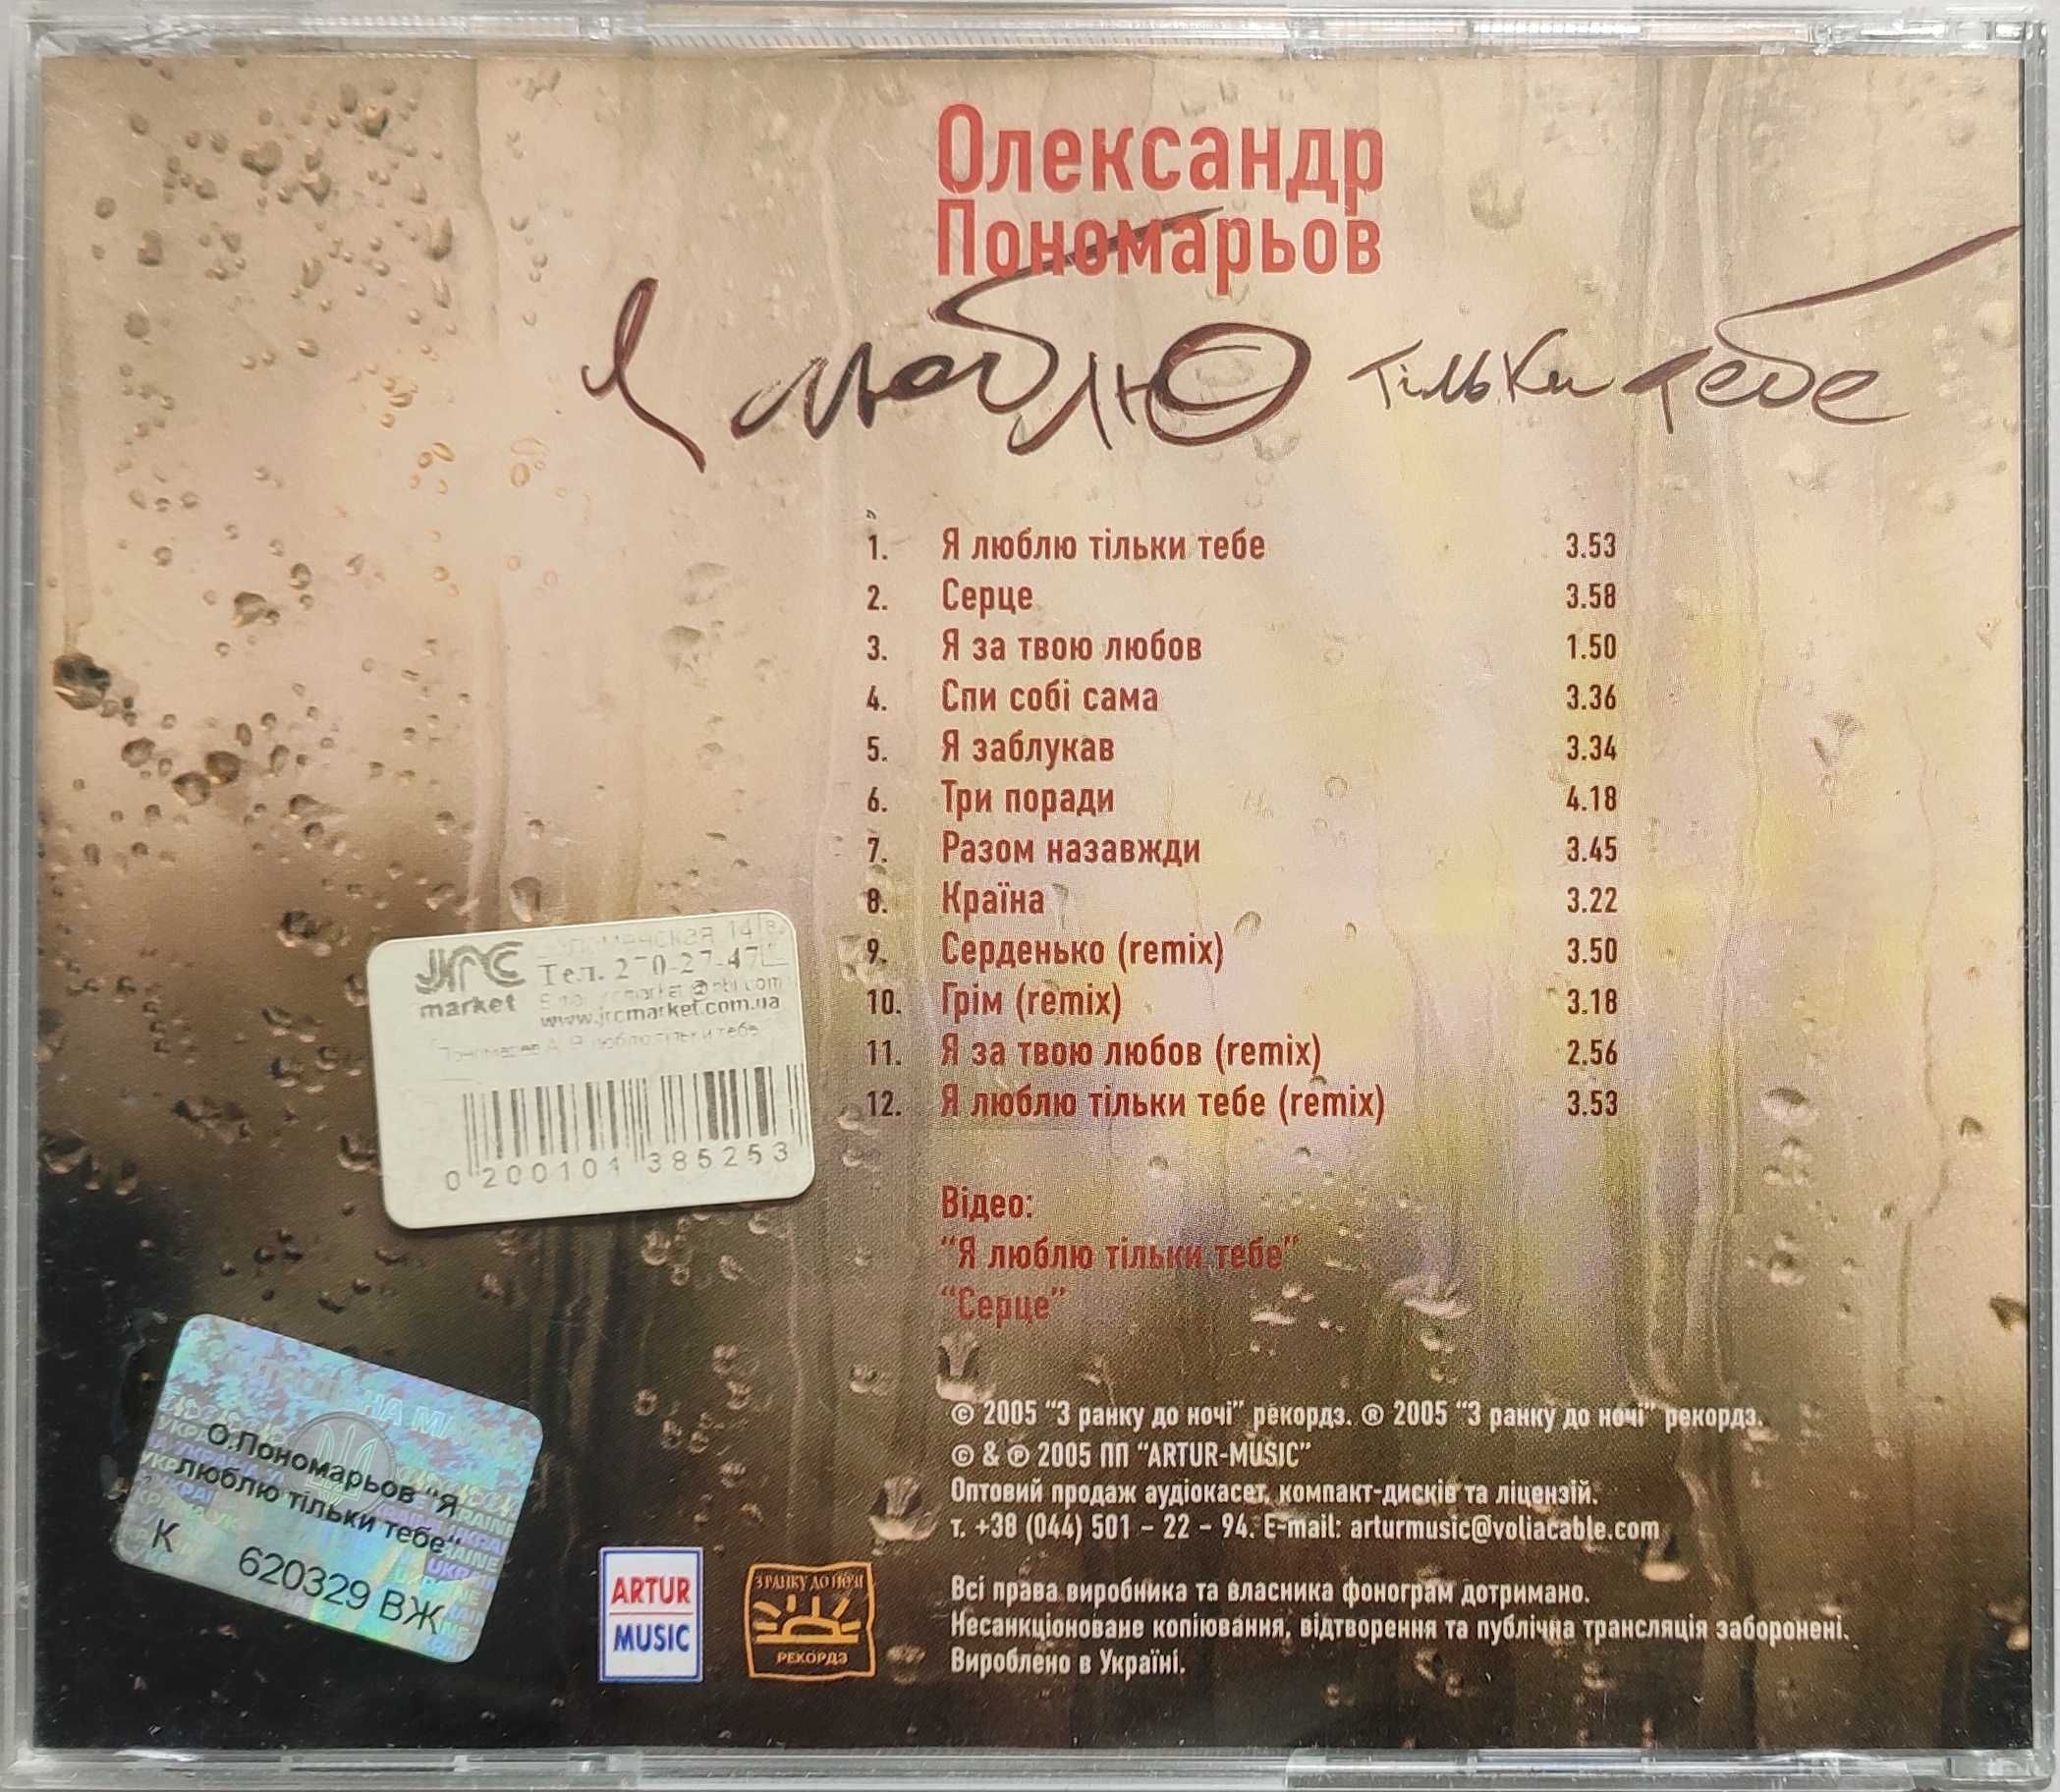 Олександр
Пономарьов
Я люблю тільки тебе
1. Я люблю тільки тебе 3.53
2. Серце 3.58
3. Я за твою любов 1.50
4. Спи собі сама 3.36
5. Я заблукав 3.34
6. Три поради 4.18
7. Разом назавжди 3.45
8. Країна 3.22
9. Серденько (remix) 3.50
10. Грім (remix) 3.18
11. Я за твою любов (remix) 2.56
12. Я люблю тільки тебе (remix) 3.53
Відео:
"Я люблю тільки тебе"
"Серце"
© 2005 "З ранку до ночі" рекордз. ® 2005 "З ранку до ночі" рекордз.
© & ℗ 2005 ПП "ARTUR-MUSIC"
Оптовий продаж аудіокасет, компакт-дисків та ліцензій.
т. +38 (044) 501 - 22 - 94. E-mail: arturmusic@voliacable.com
Всі права виробника та власника фонограм дотримано.
Несанкціоноване копіювання, відтворення та публічна трансляція заборонені.
Вироблено в Україні.
JRC
market
Тел. 270-27-47
www.jrcmarket.com.ua
0 200101 385253
О.Пономарьов "Я
люблю тільки тебе"
К 620329 ВЖ
ARTUR
MUSIC
З РАНКУ ДО НОЧІ
РЕКОРДЗ